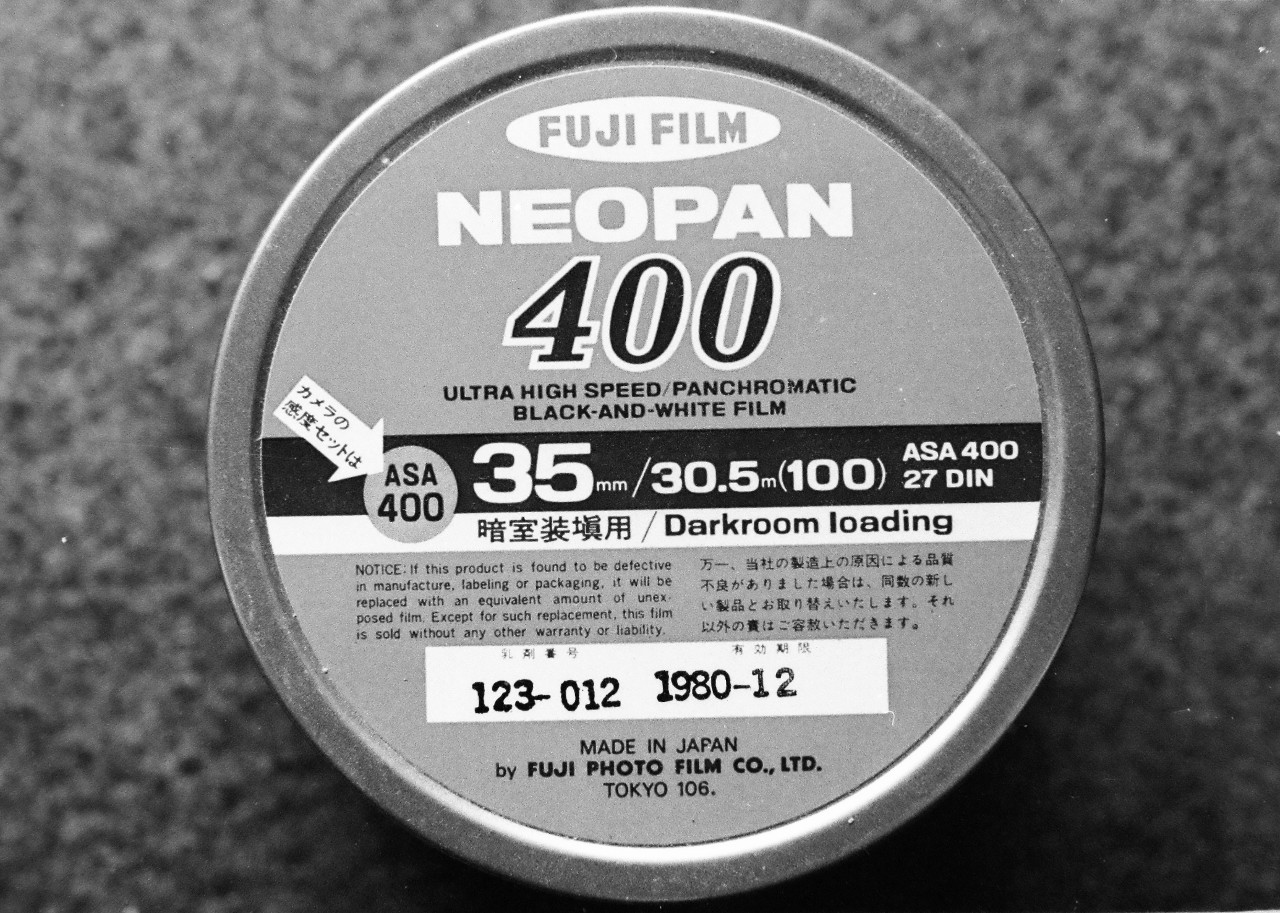 FUJI FILM
NEOPAN
400
ULTRA HIGH SPEED/PANCHROMATIC
BLACK-AND-WHITE FILM
カメラの
感度セットは
ASA
400
35mm/30.5m(100)
ASA 400
27 DIN
暗室装塡用/Darkroom loading
NOTICE: If this product is found to be defective
in manufacture, labeling or packaging, it will be
replaced with an equivalent amount of unex-
posed film. Except for such replacement, this film
is sold without any other warranty or liability.
万一、当社の製造上の原因による品質
不良がありました場合は、同数の新し
い製品とお取り替えいたします。それ
以外の責はご容赦いただきます。
乳剤番号 有効期限
123-012 1980-12
MADE IN JAPAN
by FUJI PHOTO FILM CO., LTD.
TOKYO 106.